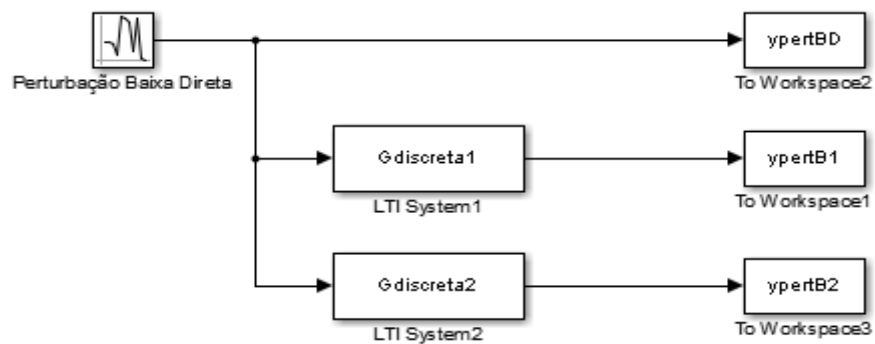 ypertBD
Perturbação Baixa Direta
To Workspace2
Gdiscreta1
ypertB1
LTI System1
To Workspace1
Gdiscreta2
ypertB2
LTI System2
To Workspace3